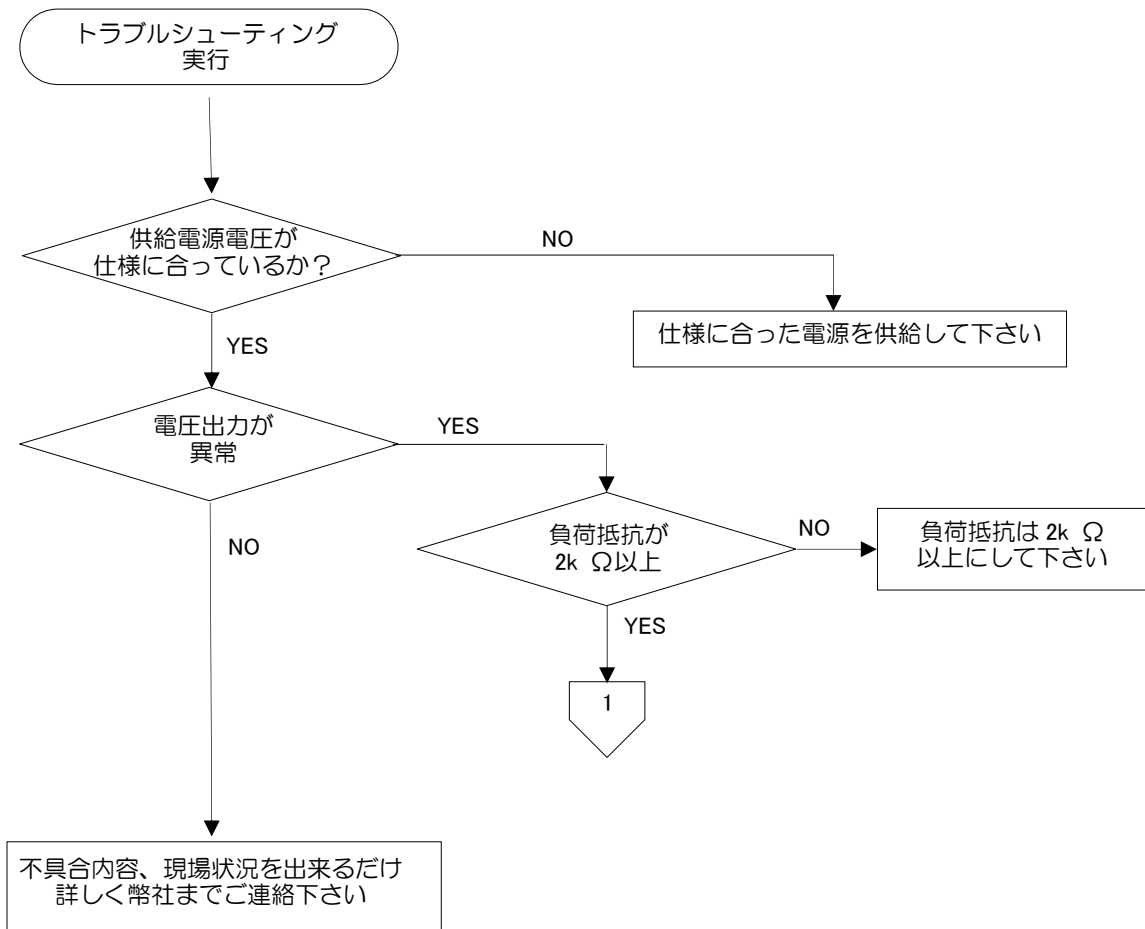 トラブルシューティング
実行
供給電源電圧が
仕様に合っているか？
NO
仕様に合った電源を供給して下さい
YES
電圧出力が
異常
YES
負荷抵抗が
2k Ω以上
NO
負荷抵抗は 2k Ω
以上にして下さい
NO
YES
1
不具合内容、現場状況を出来るだけ
詳しく幣社までご連絡下さい